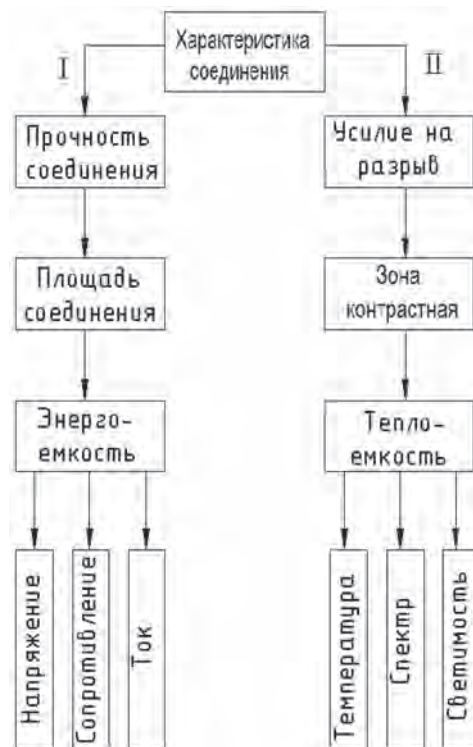 Характеристика
соединения
I
II
Прочность
соединения
Усилие на
разрыв
Площадь
соединения
Зона
контрастная
Энерго-
емкость
Тепло-
емкость
Напряжение
Сопротивление
Ток
Температура
Спектр
Светимость